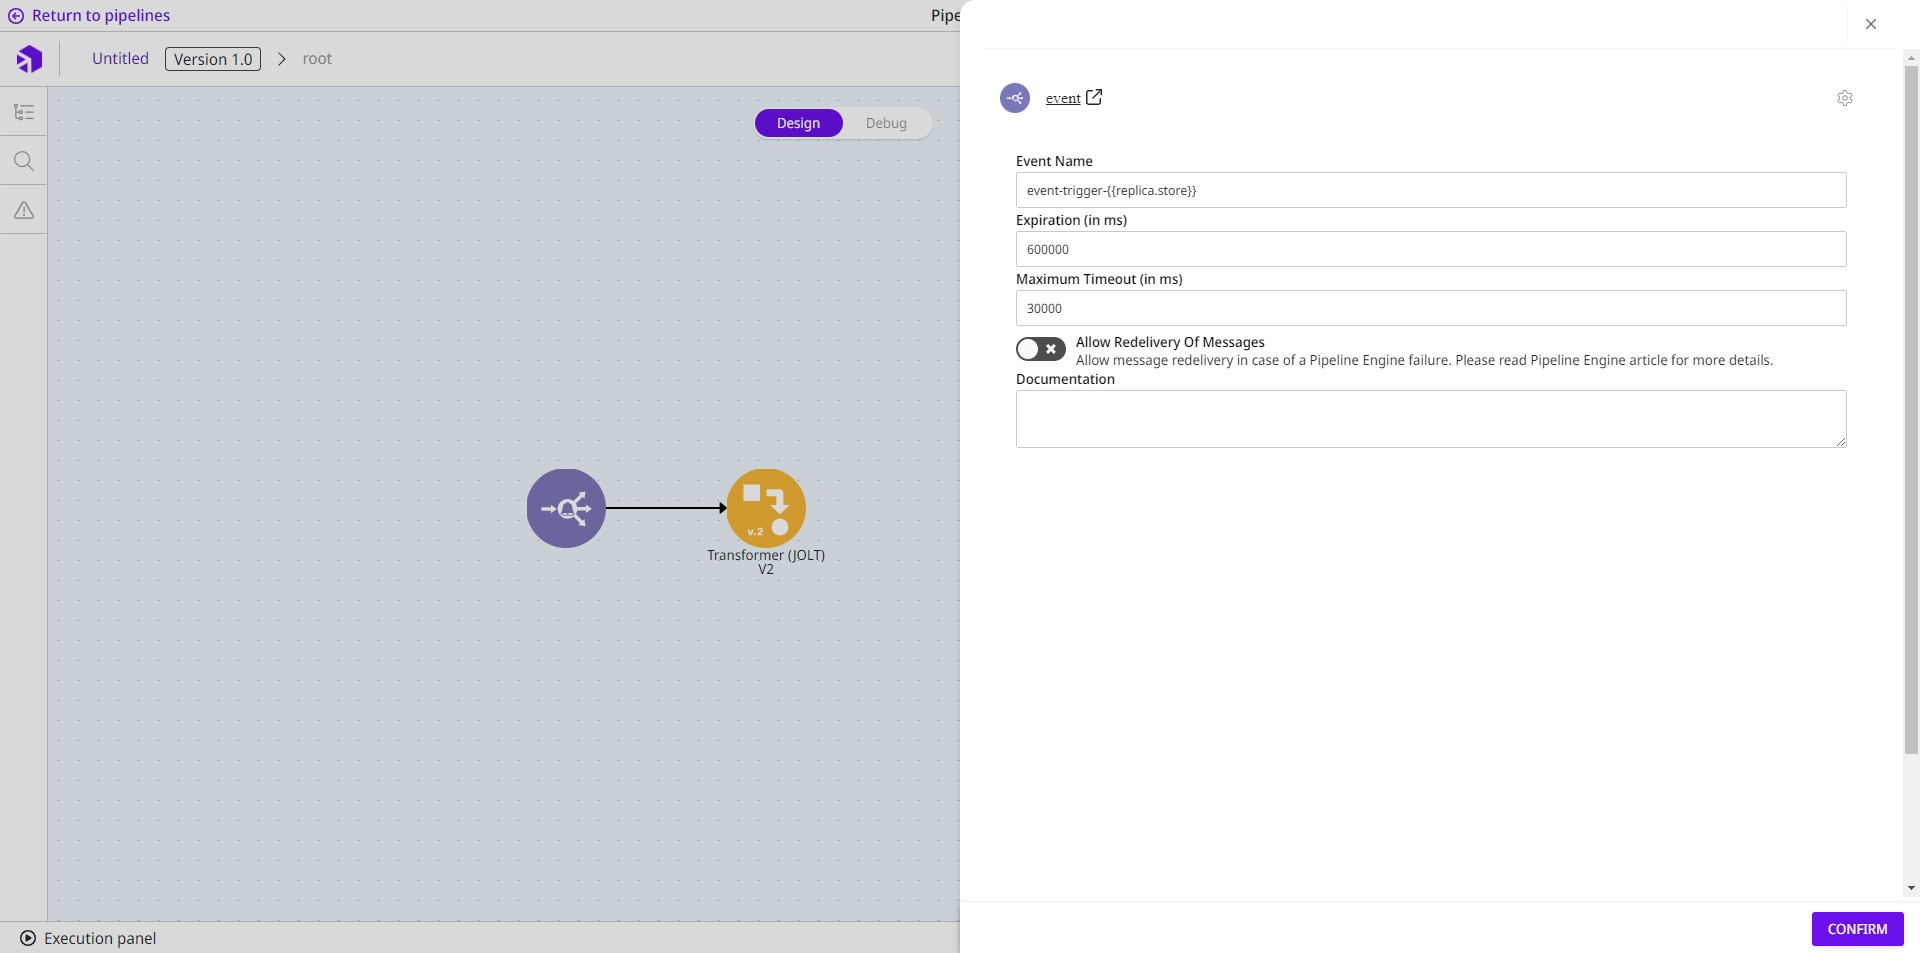 Return to pipelines
Pipe
Untitled
Version 1.0
root
Design
Debug
v.2
Transformer (JOLT)
V2
Execution panel
event
Event Name
event-trigger-{{replica.store}}
Expiration (in ms)
600000
Maximum Timeout (in ms)
30000
Allow Redelivery Of Messages
Allow message redelivery in case of a Pipeline Engine failure. Please read Pipeline Engine article for more details.
Documentation
CONFIRM